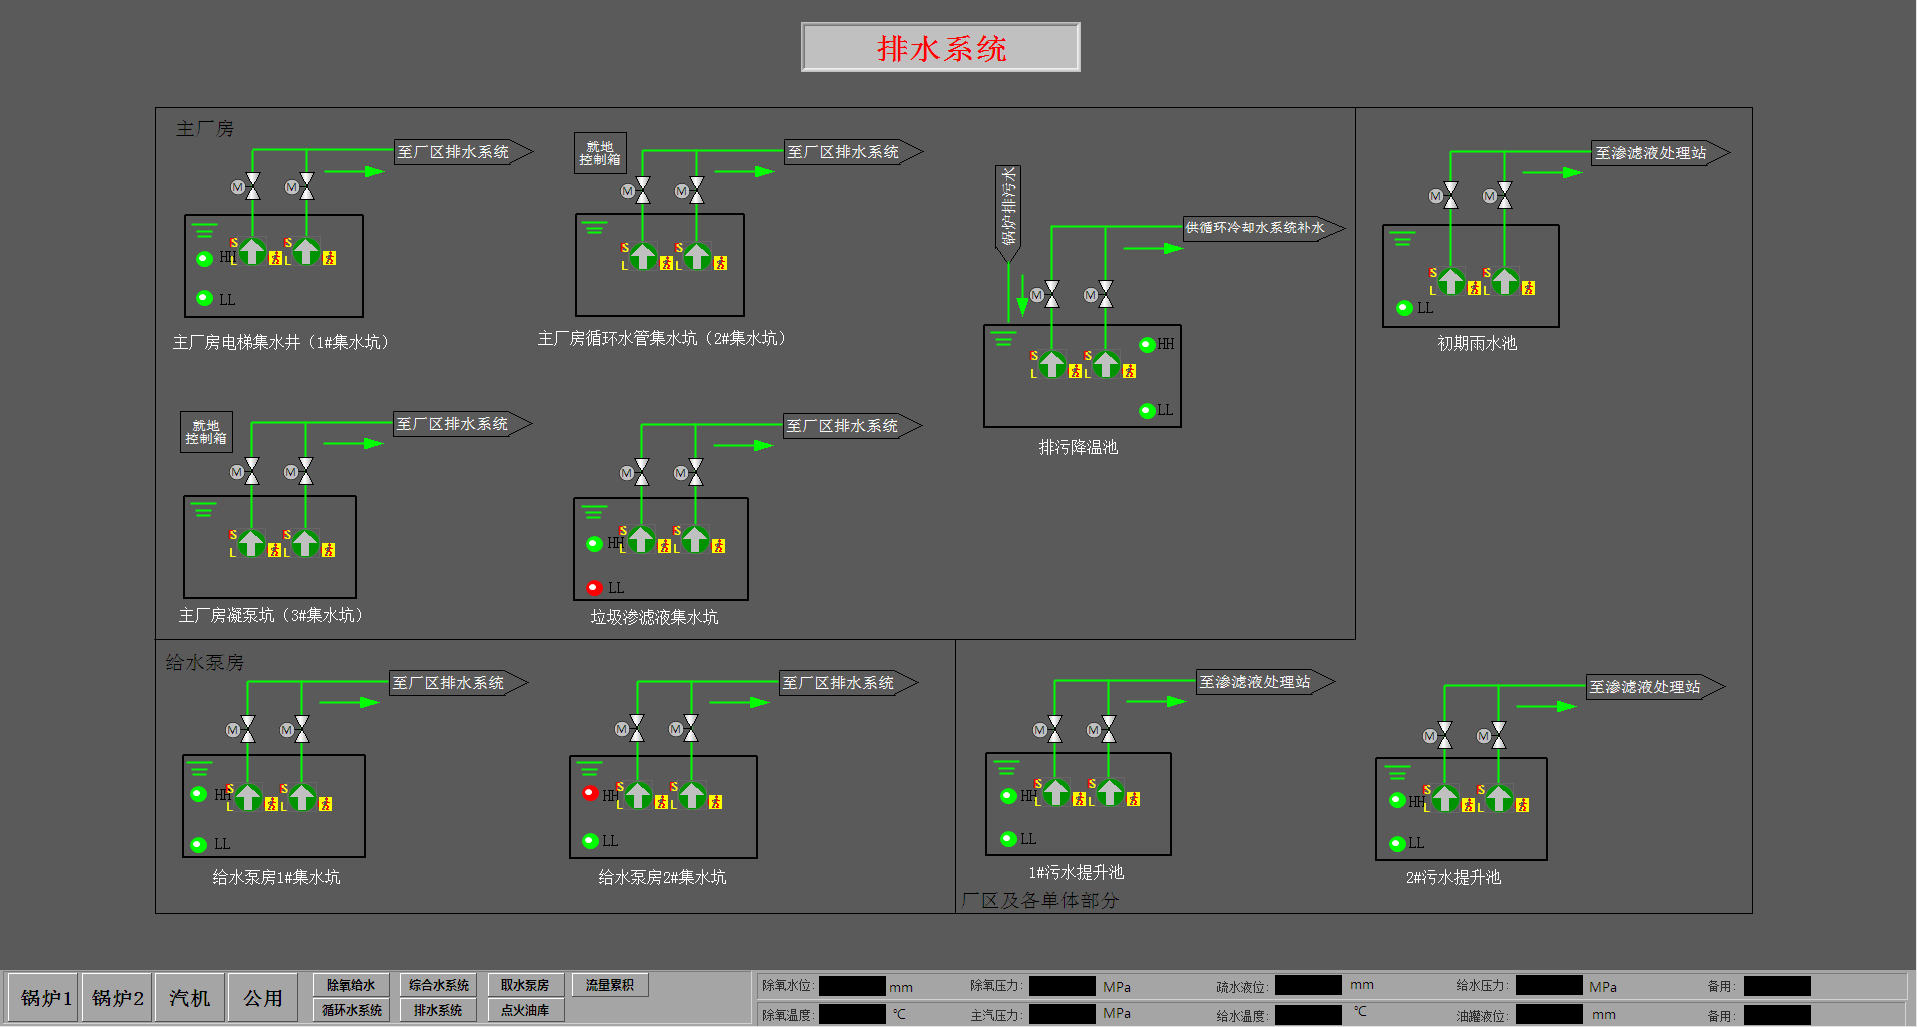 排水系统
主厂房
至厂区排水系统
就地
控制箱
至厂区排水系统
锅炉排污水
供循环冷却水系统补水
至渗滤液处理站
M
M
M
M
M
M
M
M
S
L
S
L
HH
LL
S
L
S
L
S
L
S
L
HH
LL
S
L
S
L
LL
主厂房电梯集水井（1#集水坑）
主厂房循环水管集水坑（2#集水坑）
排污降温池
初期雨水池
就地
控制箱
至厂区排水系统
至厂区排水系统
M
M
M
M
S
L
S
L
S
L
S
L
HH
LL
主厂房凝泵坑（3#集水坑）
垃圾渗滤液集水坑
给水泵房
至厂区排水系统
至厂区排水系统
至渗滤液处理站
至渗滤液处理站
M
M
M
M
M
M
M
M
S
L
S
L
HH
LL
S
L
S
L
HH
LL
S
L
S
L
HH
LL
S
L
S
L
HH
LL
给水泵房1#集水坑
给水泵房2#集水坑
1#污水提升池
2#污水提升池
厂区及各单体部分
锅炉1
锅炉2
汽机
公用
除氧给水
综合水系统
取水泵房
流量累积
循环水系统
排水系统
点火油库
除氧水位: mm
除氧压力: MPa
疏水液位: mm
给水压力: MPa
备用:
除氧温度: ℃
主汽压力: MPa
给水温度: ℃
油罐液位: mm
备用: